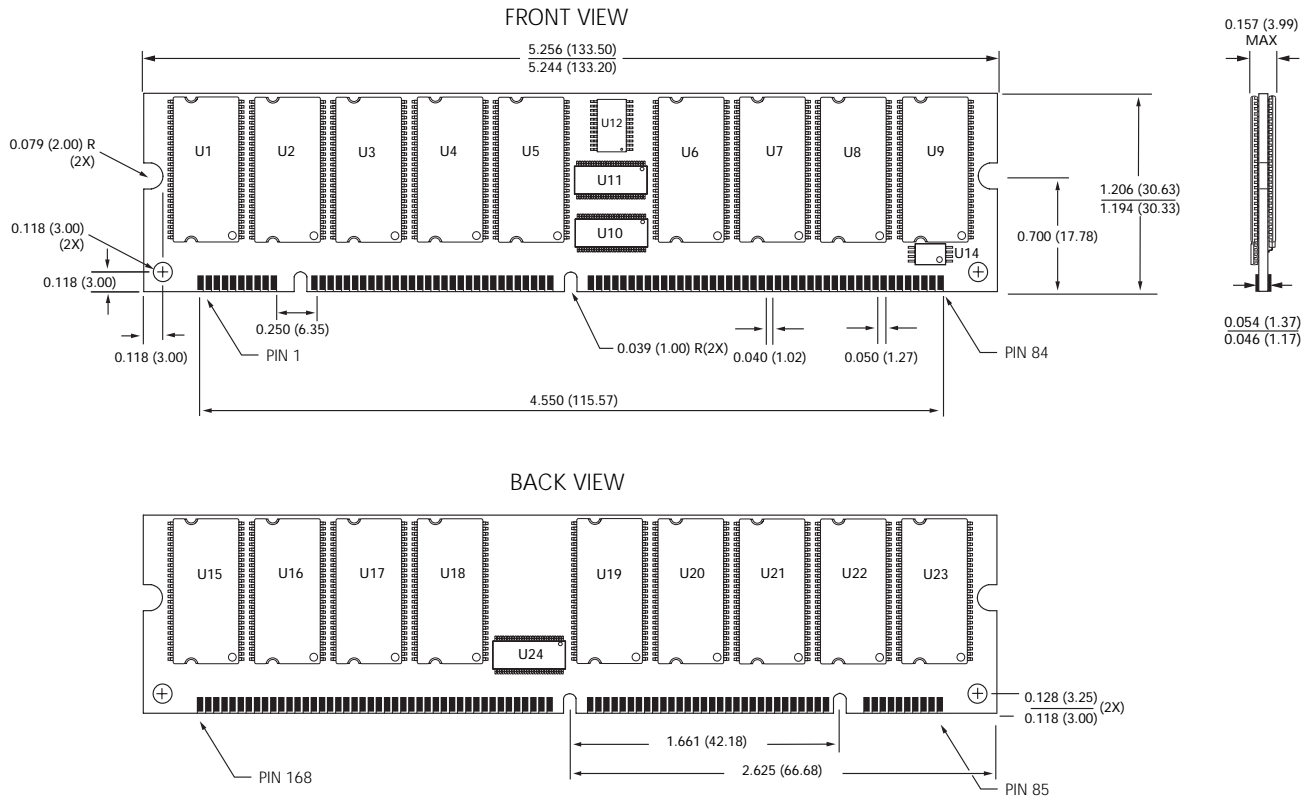 FRONT VIEW
5.256 (133.50)
5.244 (133.20)
0.157 (3.99)
MAX
0.079 (2.00) R
(2X)
U1
U2
U3
U4
U5
U12
U6
U7
U8
U9
U11
U10
U14
0.118 (3.00)
(2X)
0.118 (3.00)
0.118 (3.00)
0.250 (6.35)
PIN 1
0.039 (1.00) R(2X)
0.040 (1.02)
0.050 (1.27)
PIN 84
4.550 (115.57)
0.700 (17.78)
1.206 (30.63)
1.194 (30.33)
0.054 (1.37)
0.046 (1.17)
BACK VIEW
U15
U16
U17
U18
U19
U20
U21
U22
U23
U24
0.128 (3.25)
0.118 (3.00)
(2X)
1.661 (42.18)
2.625 (66.68)
PIN 168
PIN 85